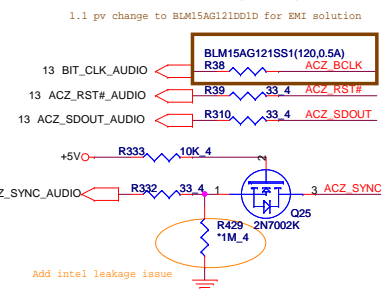 1.1 pv change to BLM15AG121DD1D for EMI solution
BLM15AG121SS1(120,0.5A)
13 BIT_CLK_AUDIO R38 ACZ_BCLK
13 ACZ_RST#_AUDIO R39 33_4 ACZ_RST#
13 ACZ_SDOUT_AUDIO R310 33_4 ACZ_SDOUT
+5V R333 10K_4 2
Z_SYNC_AUDIO R332 33_4 1 3 ACZ_SYNC
Q25
R429 2N7002K
*1M_4
Add intel leakage issue